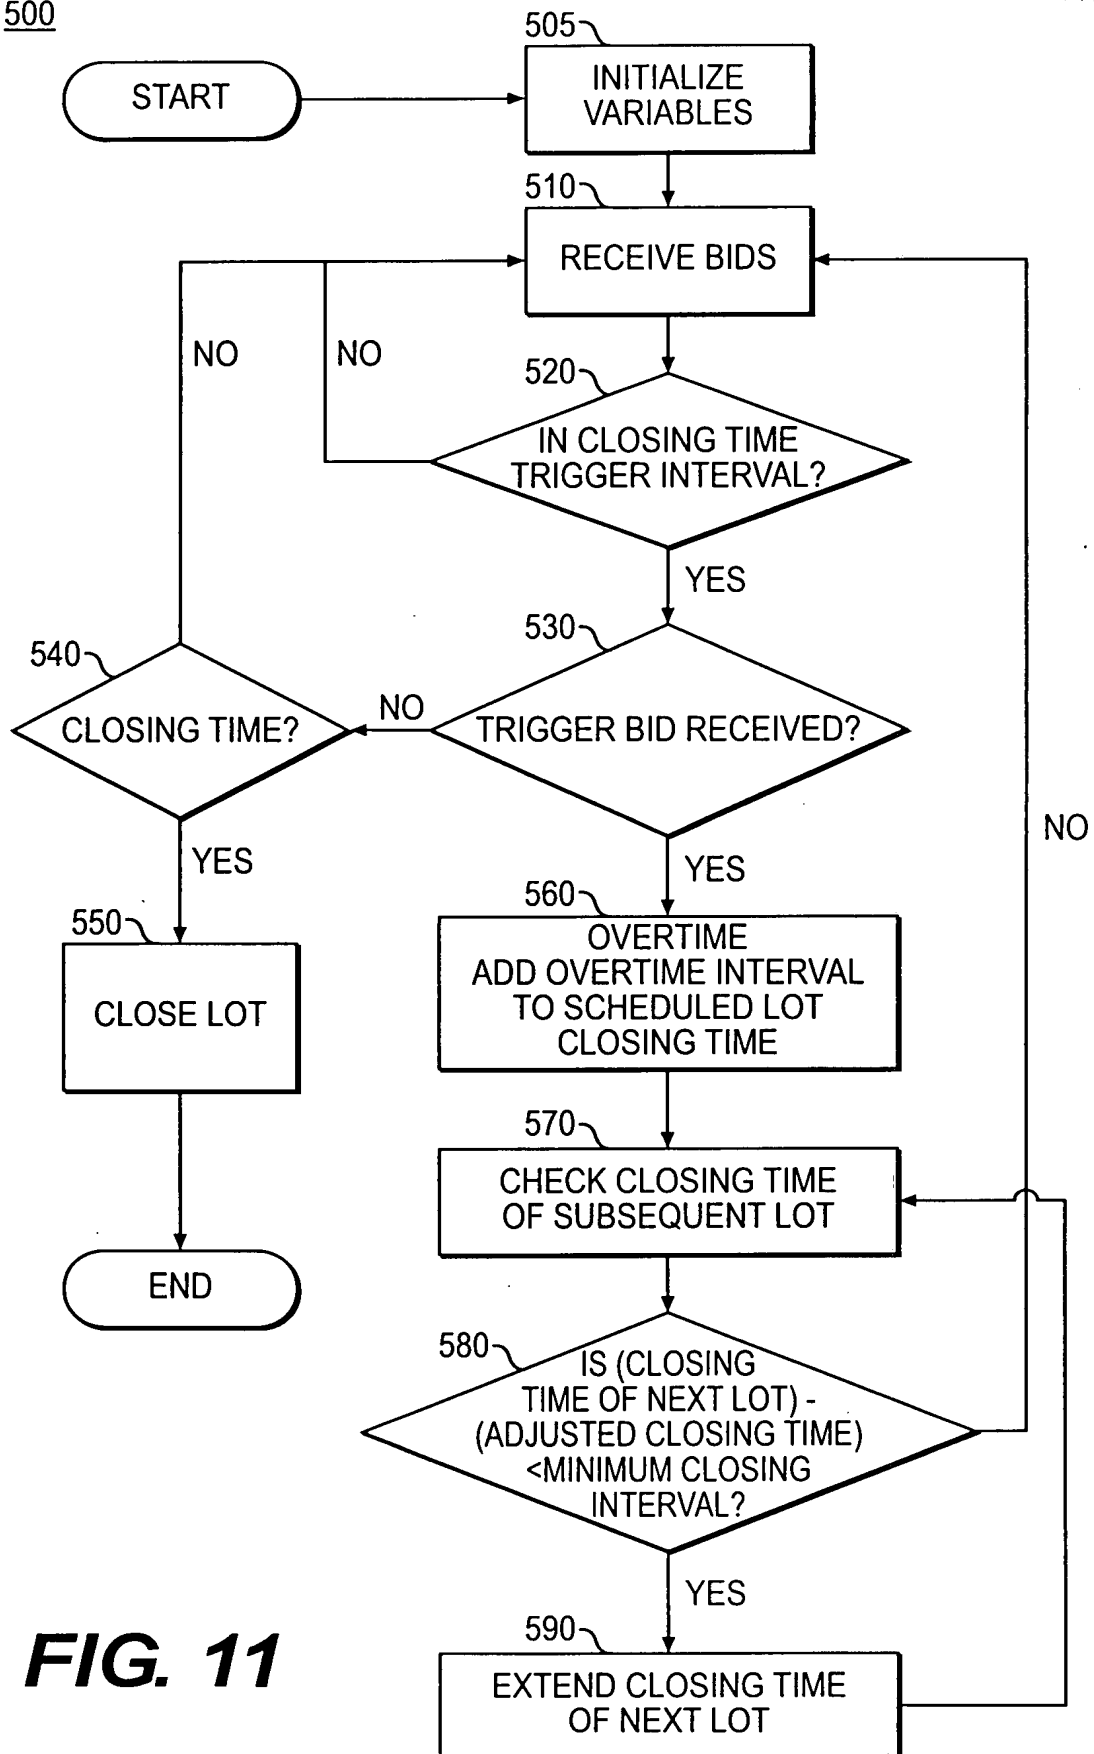 500
505
START
INITIALIZE
VARIABLES
510
RECEIVE BIDS
NO
NO
520
IN CLOSING TIME
TRIGGER INTERVAL?
YES
530
540
CLOSING TIME?
NO
TRIGGER BID RECEIVED?
NO
YES
YES
550
CLOSE LOT
560
OVERTIME
ADD OVERTIME INTERVAL
TO SCHEDULED LOT
CLOSING TIME
570
CHECK CLOSING TIME
OF SUBSEQUENT LOT
END
580
IS (CLOSING
TIME OF NEXT LOT) -
(ADJUSTED CLOSING TIME)
<MINIMUM CLOSING
INTERVAL?
YES
590
EXTEND CLOSING TIME
OF NEXT LOT
FIG. 11